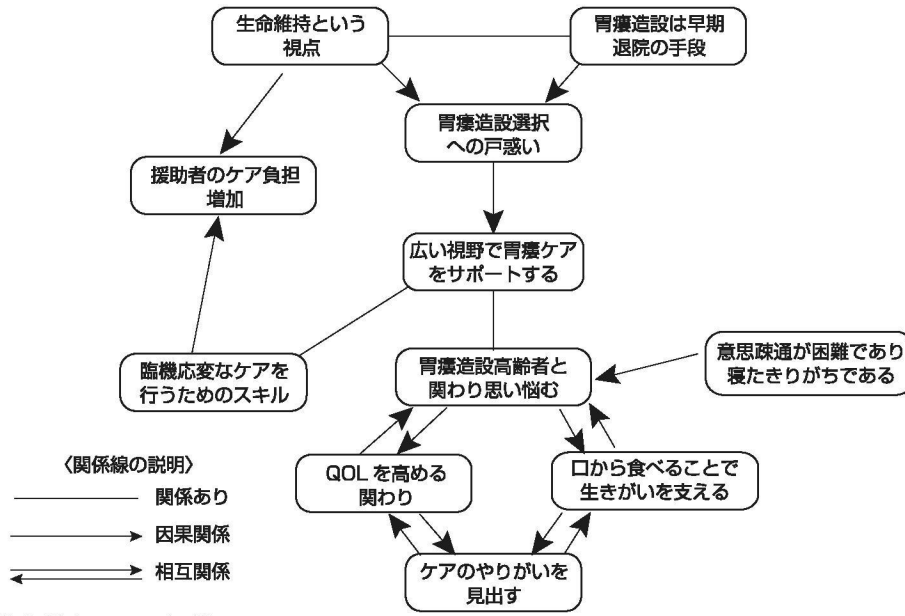 生命維持という
視点
胃瘻造設は早期
退院の手段
胃瘻造設選択
への戸惑い
援助者のケア負担
増加
広い視野で胃瘻ケア
をサポートする
臨機応変なケアを
行うためのスキル
胃瘻造設高齢者と
関わり思い悩む
意思疎通が困難であり
寝たきりがちである
〈関係線の説明〉
関係あり
因果関係
相互関係
QOLを高める
関わり
口から食べることで
生きがいを支える
ケアのやりがいを
見出す